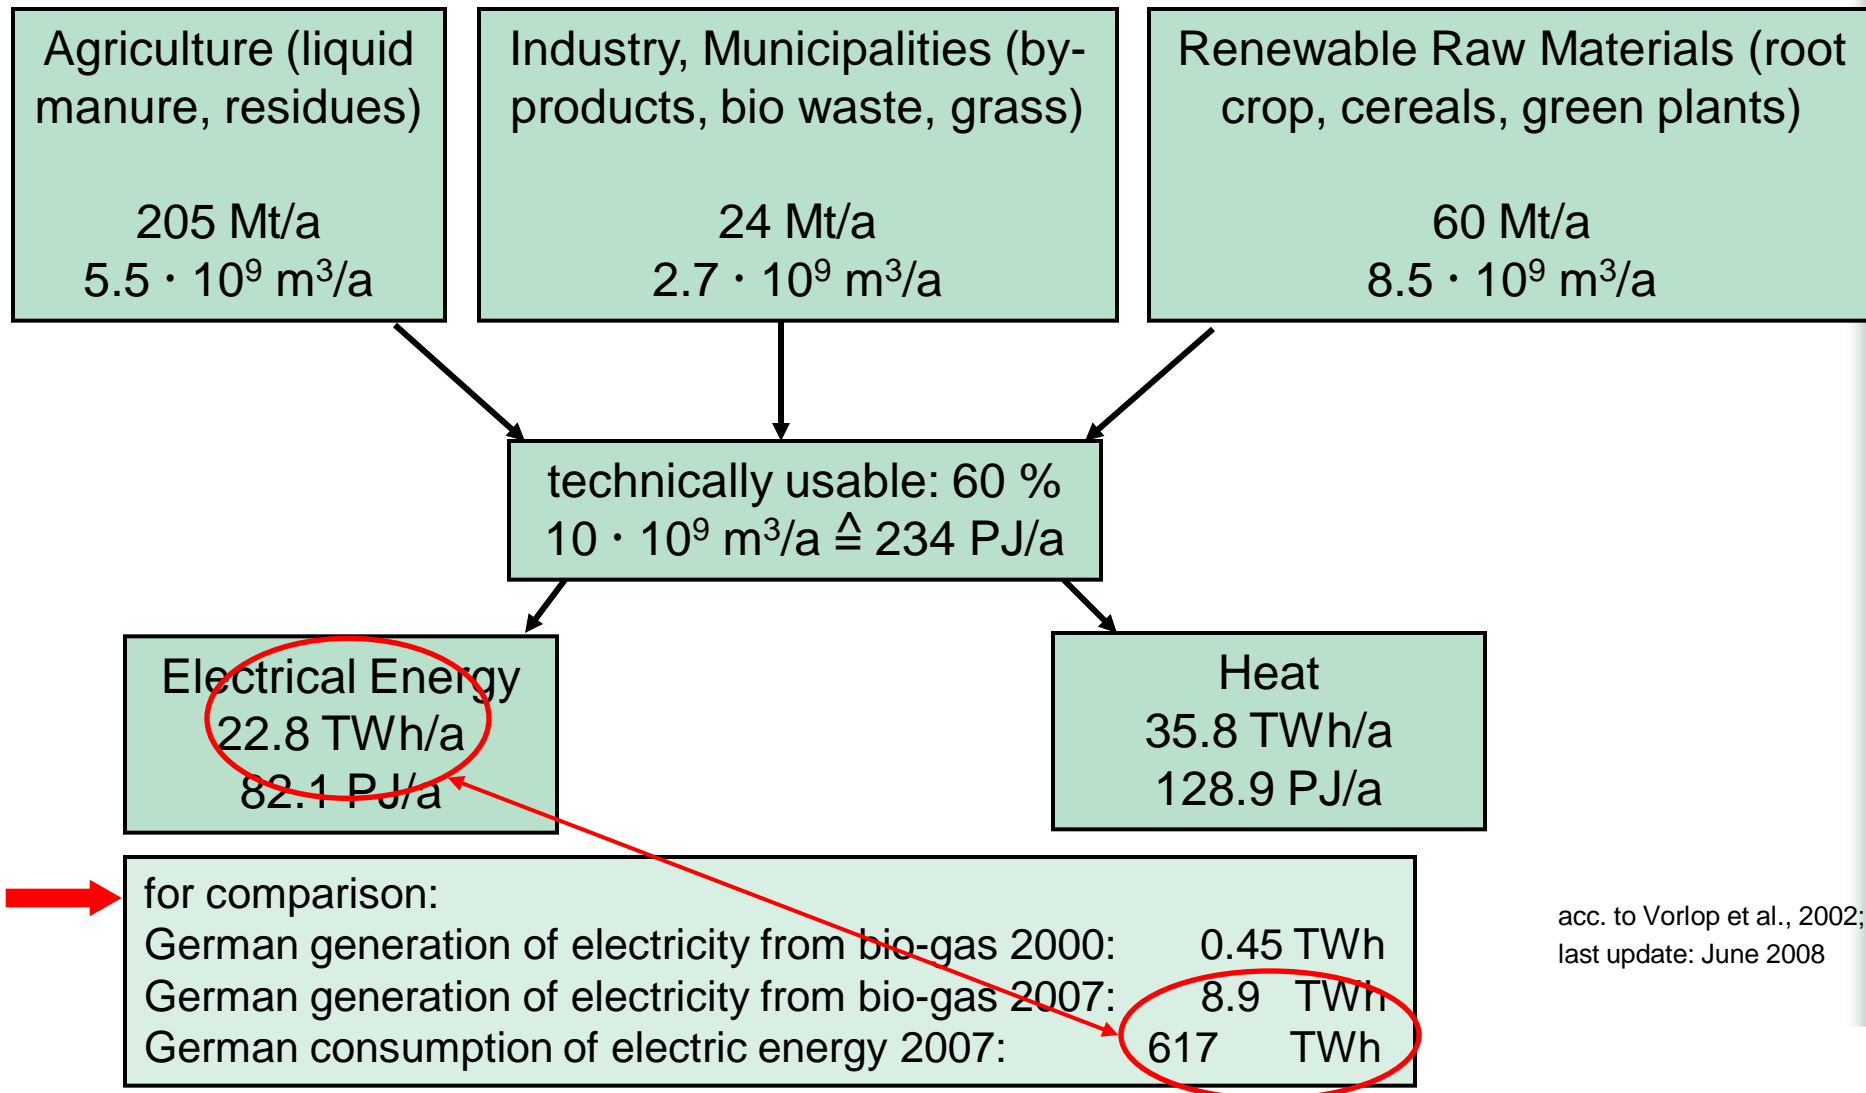 Agriculture (liquid
manure, residues)
205 Mt/a
5.5 · 10⁹ m³/a
Industry, Municipalities (by-
products, bio waste, grass)
24 Mt/a
2.7 · 10⁹ m³/a
Renewable Raw Materials (root
crop, cereals, green plants)
60 Mt/a
8.5 · 10⁹ m³/a
technically usable: 60 %
10 · 10⁹ m³/a ≙ 234 PJ/a
Electrical Energy
22.8 TWh/a
82.1 PJ/a
Heat
35.8 TWh/a
128.9 PJ/a
for comparison:
German generation of electricity from bio-gas 2000: 0.45 TWh
German generation of electricity from bio-gas 2007: 8.9 TWh
German consumption of electric energy 2007: 617 TWh
acc. to Vorlop et al., 2002;
last update: June 2008